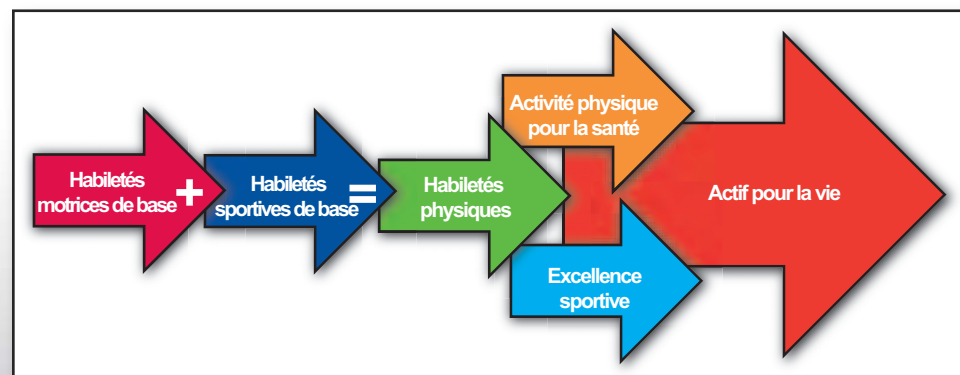 Habiletés
motrices de base
+
Habiletés
sportives de base
=
Habiletés
physiques
Activité physique
pour la santé
Excellence
sportive
Actif pour la vie